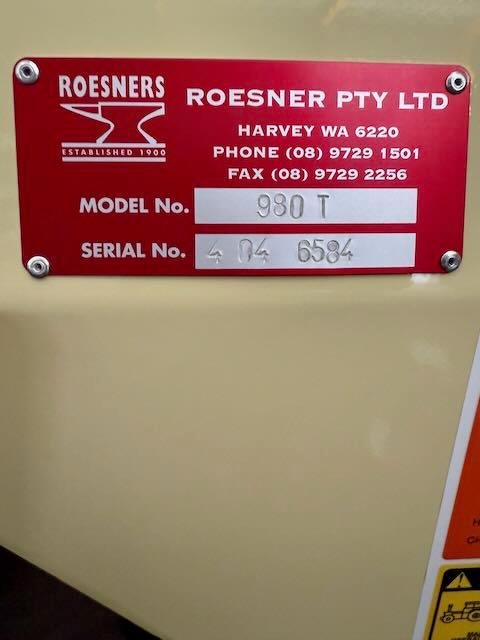 ROESNERS
ESTABLISHED 1900
ROESNER PTY LTD
HARVEY WA 6220
PHONE (08) 9729 1501
FAX (08) 9729 2256
MODEL No. 980 T
SERIAL No. 4 04 6584